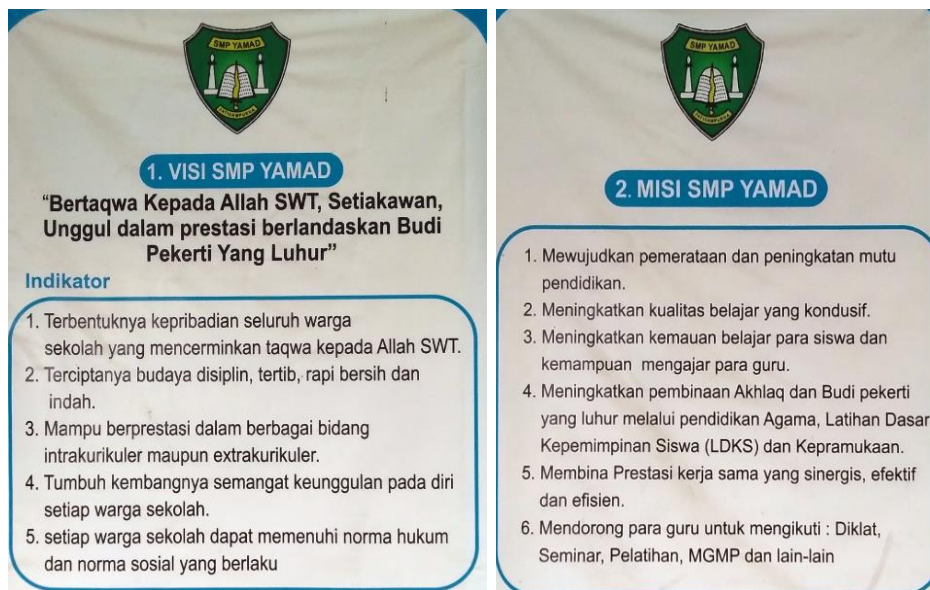 SMP YAMAD
1. VISI SMP YAMAD
“Bertaqwa Kepada Allah SWT, Setiakawan,
Unggul dalam prestasi berlandaskan Budi
Pekerti Yang Luhur”
Indikator
1. Terbentuknya kepribadian seluruh warga
sekolah yang mencerminkan taqwa kepada Allah SWT.
2. Terciptanya budaya disiplin, tertib, rapi bersih dan
indah.
3. Mampu berprestasi dalam berbagai bidang
intrakurikuler maupun extrakurikuler.
4. Tumbuh kembangnya semangat keunggulan pada diri
setiap warga sekolah.
5. setiap warga sekolah dapat memenuhi norma hukum
dan norma sosial yang berlaku
SMP YAMAD
2. MISI SMP YAMAD
1. Mewujudkan pemerataan dan peningkatan mutu
pendidikan.
2. Meningkatkan kualitas belajar yang kondusif.
3. Meningkatkan kemauan belajar para siswa dan
kemampuan mengajar para guru.
4. Meningkatkan pembinaan Akhlaq dan Budi pekerti
yang luhur melalui pendidikan Agama, Latihan Dasar
Kepemimpinan Siswa (LDKS) dan Kepramukaan.
5. Membina Prestasi kerja sama yang sinergis, efektif
dan efisien.
6. Mendorong para guru untuk mengikuti : Diklat,
Seminar, Pelatihan, MGMP dan lain-lain